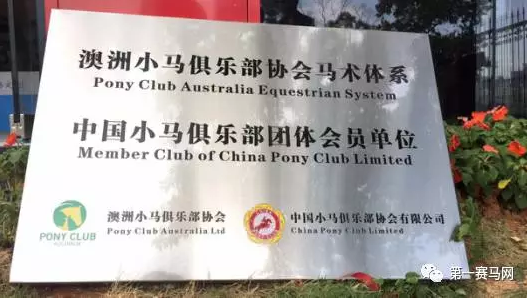 澳洲小马俱乐部协会马术体系
Pony Club Australia Equestrian System
中国小马俱乐部团体会员单位
Member Club of China Pony Club Limited
PONY CLUB
AUSTRALIA
澳洲小马俱乐部协会
Pony Club Australia Ltd
中国小马俱乐部协会有限公司
China Pony Club Limited
第一赛马网